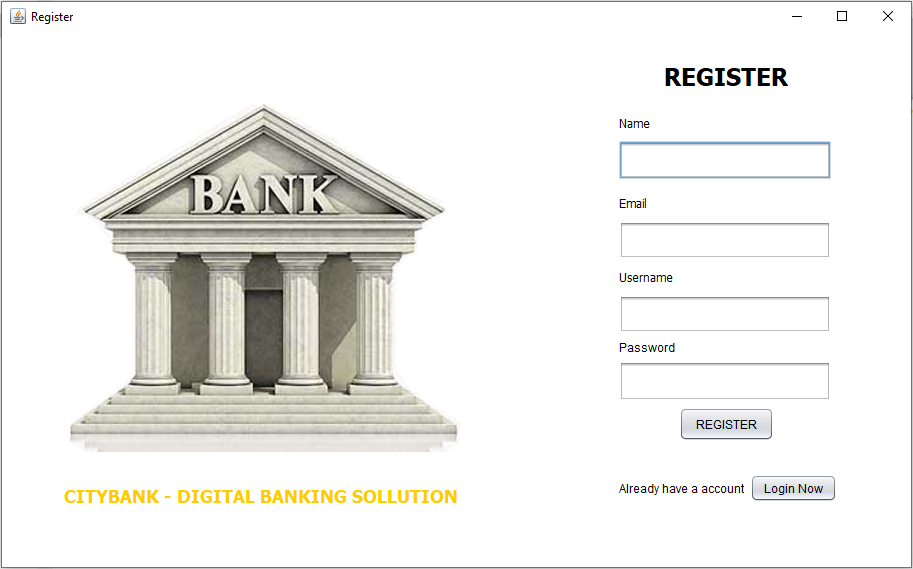 Register
BANK
CITYBANK - DIGITAL BANKING SOLLUTION
REGISTER
Name
Email
Username
Password
REGISTER
Already have a account Login Now